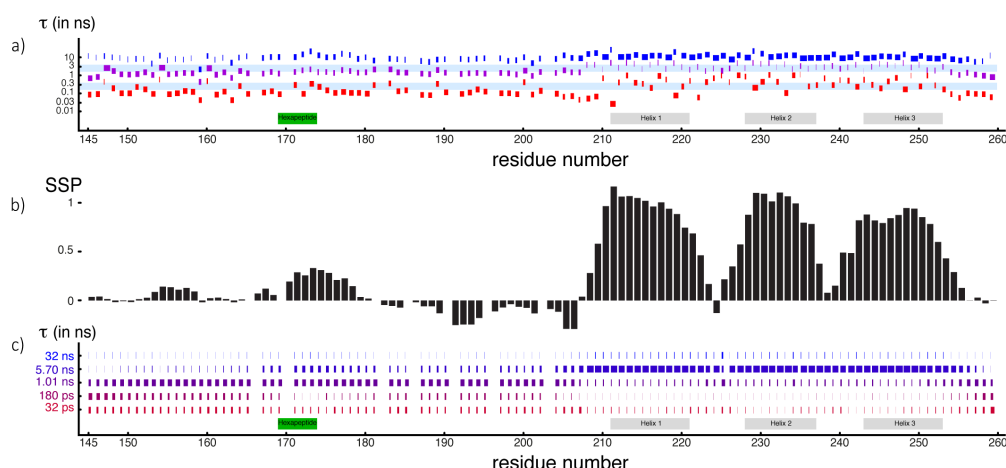 τ (in ns)
a)
10
3
1
0.3
0.1
0.03
0.01
Hexapeptide
Helix 1
Helix 2
Helix 3
145 150 160 170 180 190 200 210 220 230 240 250 260
residue number
SSP
b)
1
0.5
0
τ (in ns)
c)
32 ns
5.70 ns
1.01 ns
180 ps
32 ps
Hexapeptide
Helix 1
Helix 2
Helix 3
145 150 160 170 180 190 200 210 220 230 240 250 260
residue number